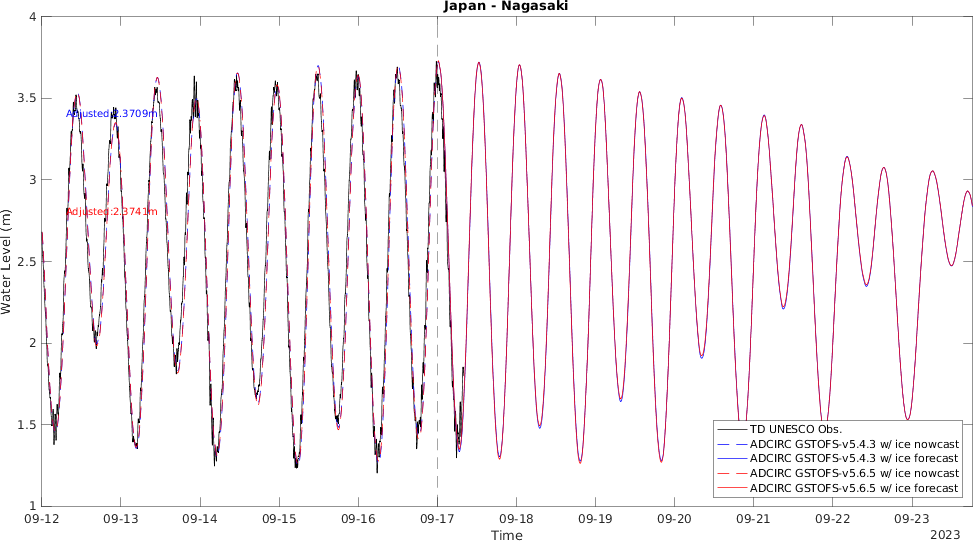 Japan - Nagasaki
4
3.5
3
2.5
2
1.5
1
Water Level (m)
Adjusted:2.3709m
Adjusted:2.3741m
TD UNESCO Obs.
ADCIRC GSTOFS-v5.4.3 w/ ice nowcast
ADCIRC GSTOFS-v5.4.3 w/ ice forecast
ADCIRC GSTOFS-v5.6.5 w/ ice nowcast
ADCIRC GSTOFS-v5.6.5 w/ ice forecast
09-12 09-13 09-14 09-15 09-16 09-17 09-18 09-19 09-20 09-21 09-22 09-23
Time
2023